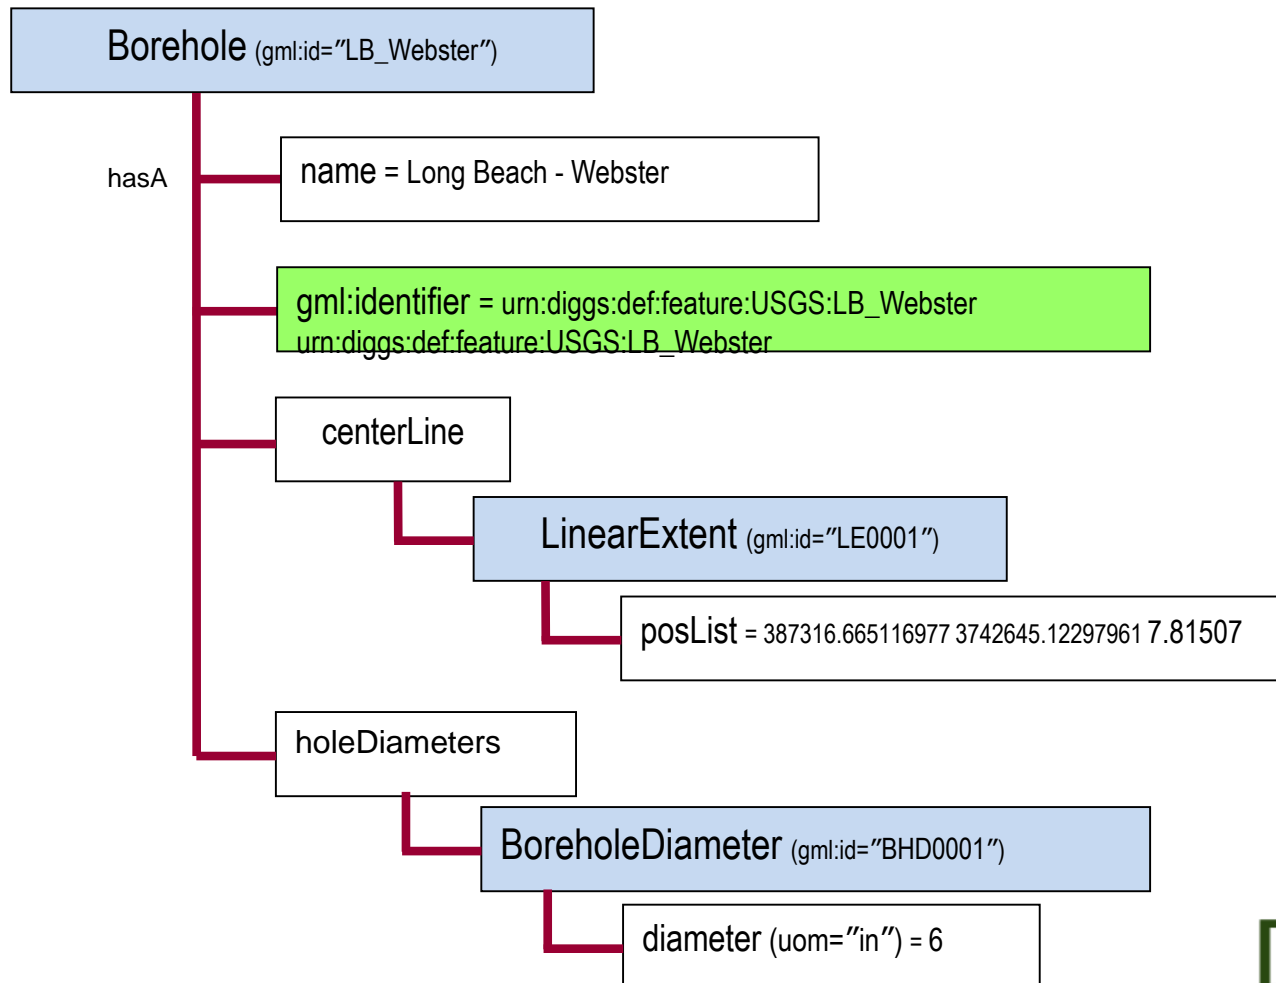 Borehole (gml:id="LB_Webster")
hasA
name = Long Beach - Webster
gml:identifier = urn:diggs:def:feature:USGS:LB_Webster
urn:diggs:def:feature:USGS:LB_Webster
centerLine
LinearExtent (gml:id="LE0001")
posList = 387316.665116977 3742645.12297961 7.81507
holeDiameters
BoreholeDiameter (gml:id="BHD0001")
diameter (uom="in") = 6